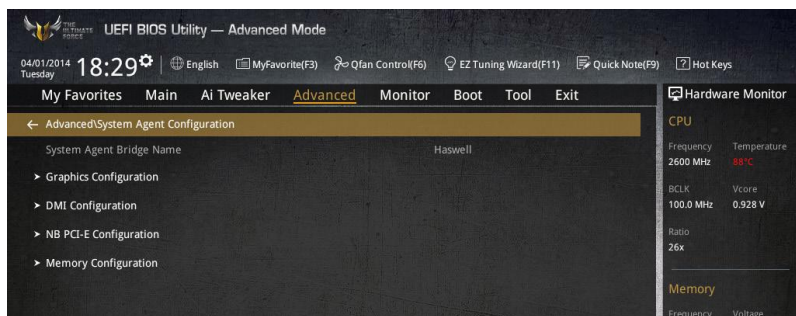 THE
ULTIMATE
FORCE
UEFI BIOS Utility — Advanced Mode
04/01/2014
Tuesday
18:29
English
MyFavorite(F3)
Qfan Control(F6)
EZ Tuning Wizard(F11)
Quick Note(F9)
? Hot Keys
My Favorites Main Ai Tweaker Advanced Monitor Boot Tool Exit
Hardware Monitor
← Advanced\System Agent Configuration
System Agent Bridge Name Haswell
> Graphics Configuration
> DMI Configuration
> NB PCI-E Configuration
> Memory Configuration
CPU
Frequency Temperature
2600 MHz 88°C
BCLK Vcore
100.0 MHz 0.928 V
Ratio
26x
Memory
Frequency Voltage